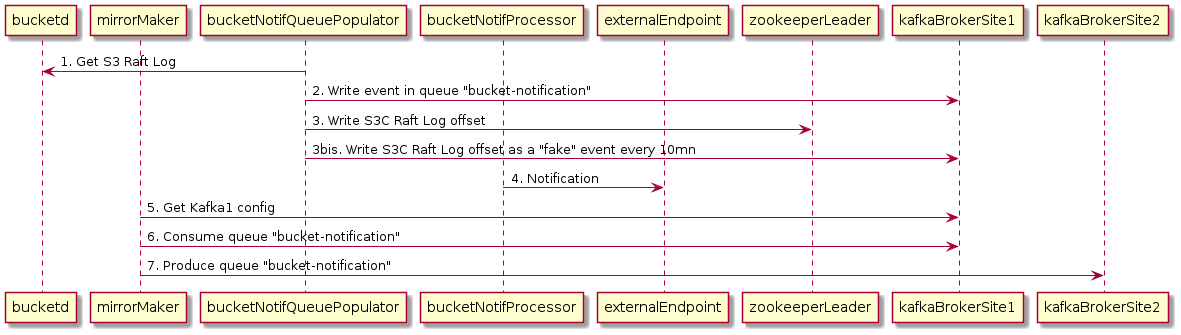 bucketd mirrorMaker bucketNotifQueuePopulator bucketNotifProcessor externalEndpoint zookeeperLeader kafkaBrokerSite1 kafkaBrokerSite2
1. Get S3 Raft Log
2. Write event in queue "bucket-notification"
3. Write S3C Raft Log offset
3bis. Write S3C Raft Log offset as a "fake" event every 10mn
4. Notification
5. Get Kafka1 config
6. Consume queue "bucket-notification"
7. Produce queue "bucket-notification"
bucketd mirrorMaker bucketNotifQueuePopulator bucketNotifProcessor externalEndpoint zookeeperLeader kafkaBrokerSite1 kafkaBrokerSite2